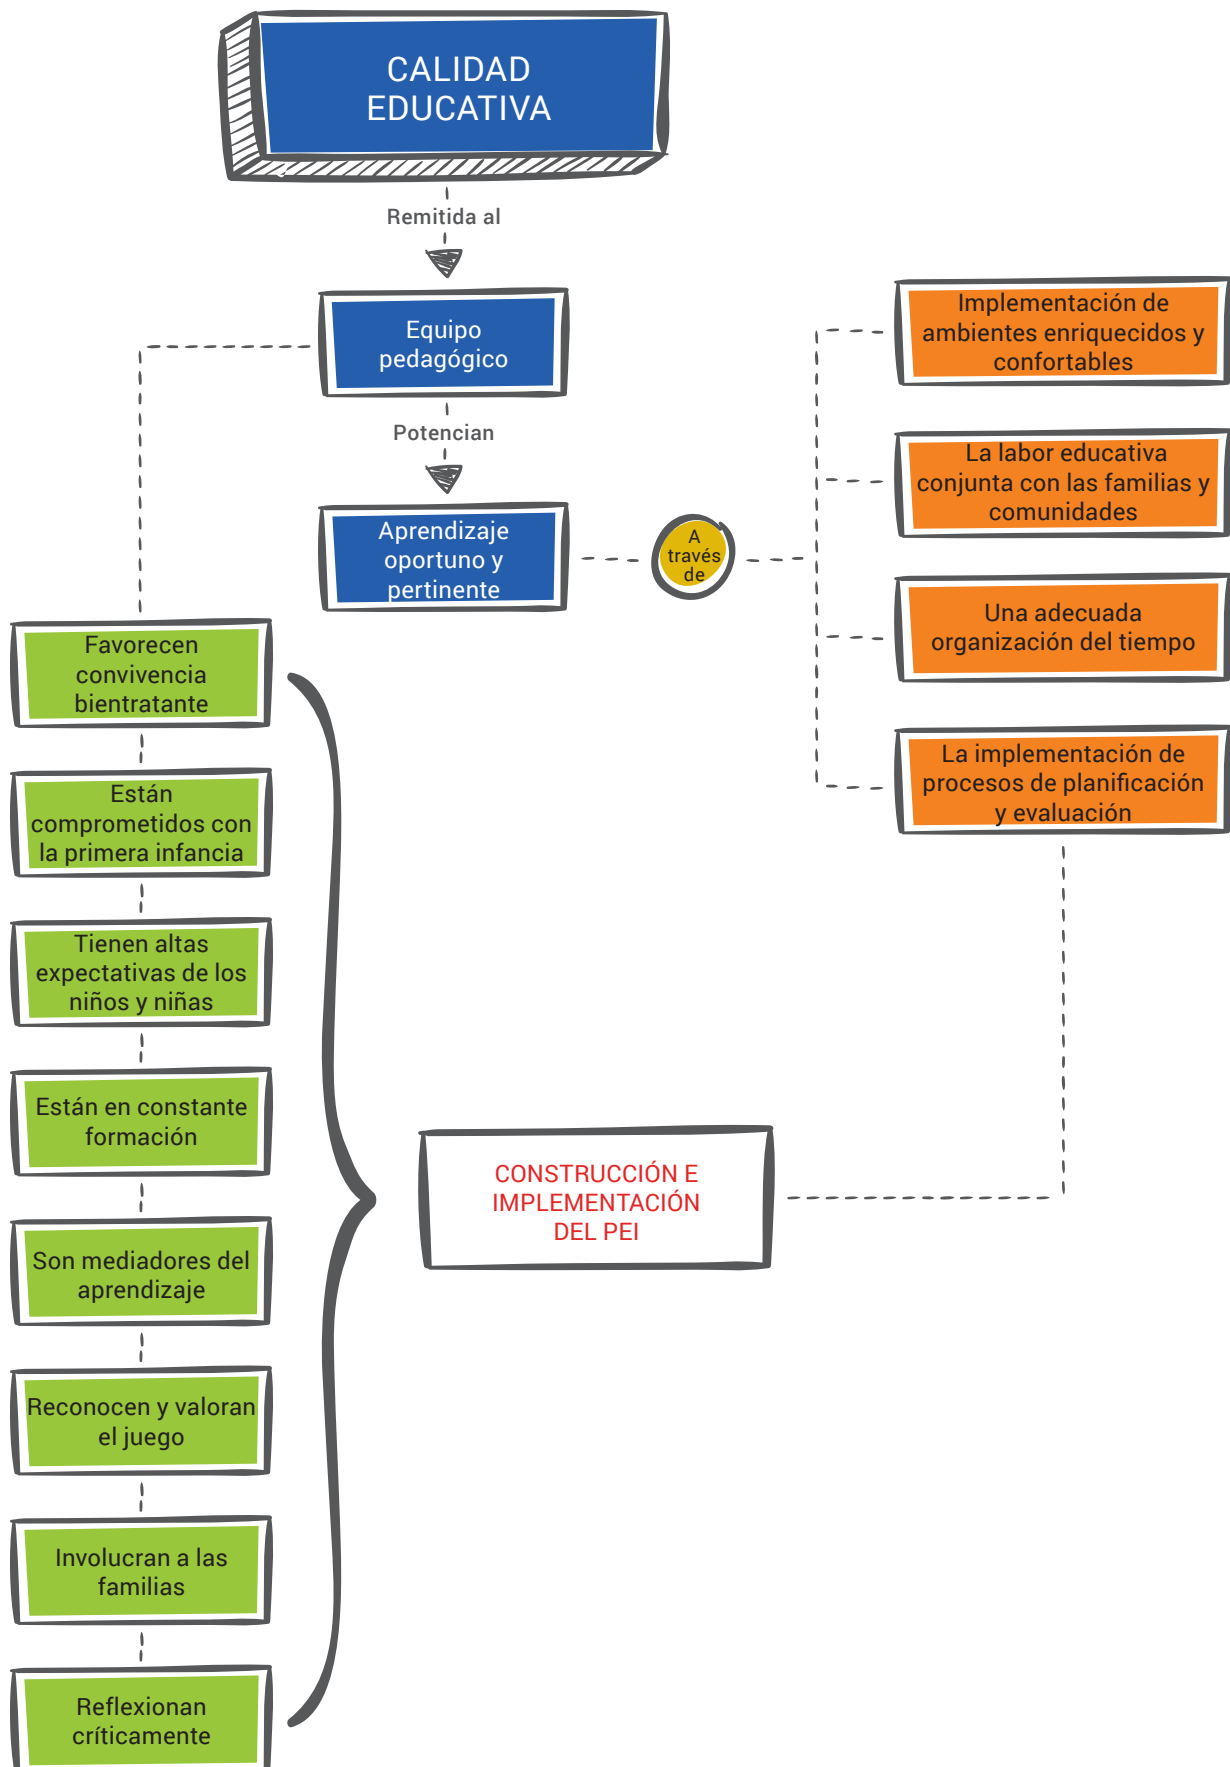 CALIDAD
EDUCATIVA
Remitida al
Equipo
pedagógico
Potencian
Aprendizaje
oportuno y
pertinente
A
través
de
Implementación de
ambientes enriquecidos y
confortables
La labor educativa
conjunta con las familias y
comunidades
Una adecuada
organización del tiempo
La implementación de
procesos de planificación
y evaluación
Favorecen
convivencia
bientratante
Están
comprometidos con
la primera infancia
Tienen altas
expectativas de los
niños y niñas
Están en constante
formación
Son mediadores del
aprendizaje
Reconocen y valoran
el juego
Involucran a las
familias
Reflexionan
críticamente
CONSTRUCCIÓN E
IMPLEMENTACIÓN
DEL PEI